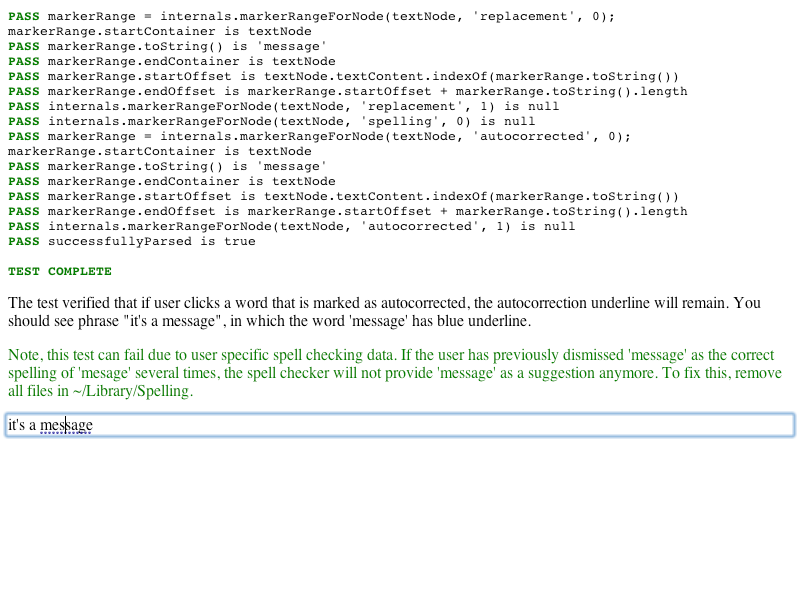 PASS markerRange = internals.markerRangeForNode(textNode, 'replacement', 0);
markerRange.startContainer is textNode
PASS markerRange.toString() is 'message'
PASS markerRange.endContainer is textNode
PASS markerRange.startOffset is textNode.textContent.indexOf(markerRange.toString())
PASS markerRange.endOffset is markerRange.startOffset + markerRange.toString().length
PASS internals.markerRangeForNode(textNode, 'replacement', 1) is null
PASS internals.markerRangeForNode(textNode, 'spelling', 0) is null
PASS markerRange = internals.markerRangeForNode(textNode, 'autocorrected', 0);
markerRange.startContainer is textNode
PASS markerRange.toString() is 'message'
PASS markerRange.endContainer is textNode
PASS markerRange.startOffset is textNode.textContent.indexOf(markerRange.toString())
PASS markerRange.endOffset is markerRange.startOffset + markerRange.toString().length
PASS internals.markerRangeForNode(textNode, 'autocorrected', 1) is null
PASS successfullyParsed is true
TEST COMPLETE
The test verified that if user clicks a word that is marked as autocorrected, the autocorrection underline will remain. You
should see phrase "it's a message", in which the word 'message' has blue underline.
Note, this test can fail due to user specific spell checking data. If the user has previously dismissed 'message' as the correct
spelling of 'mesage' several times, the spell checker will not provide 'message' as a suggestion anymore. To fix this, remove
all files in ~/Library/Spelling.
it's a message